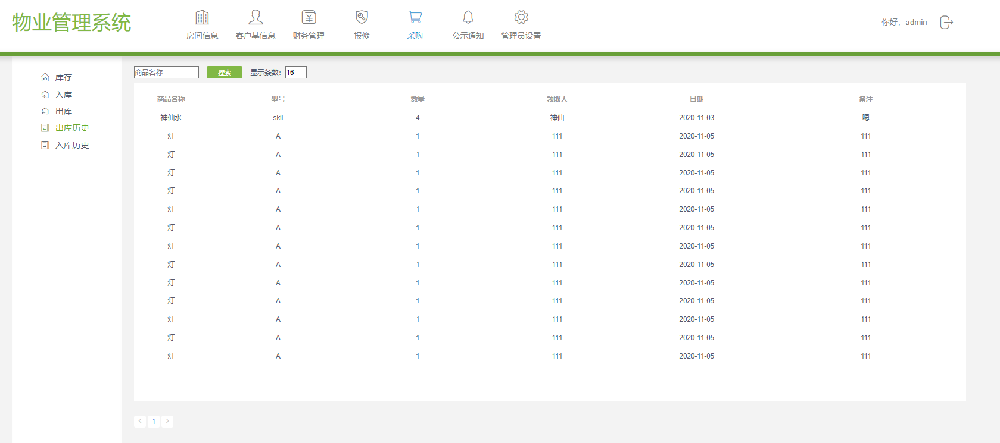 物业管理系统
房间信息 客户基信息 财务管理 报修 采购 公示通知 管理员设置
你好，admin
库存
入库
出库
出库历史
入库历史
商品名称 搜索 显示条数: 16
商品名称 型号 数量 领取人 日期 备注
神仙水 skII 4 神仙 2020-11-03 嗯
灯 A 1 111 2020-11-05 111
灯 A 1 111 2020-11-05 111
灯 A 1 111 2020-11-05 111
灯 A 1 111 2020-11-05 111
灯 A 1 111 2020-11-05 111
灯 A 1 111 2020-11-05 111
灯 A 1 111 2020-11-05 111
灯 A 1 111 2020-11-05 111
灯 A 1 111 2020-11-05 111
灯 A 1 111 2020-11-05 111
灯 A 1 111 2020-11-05 111
灯 A 1 111 2020-11-05 111
灯 A 1 111 2020-11-05 111
1